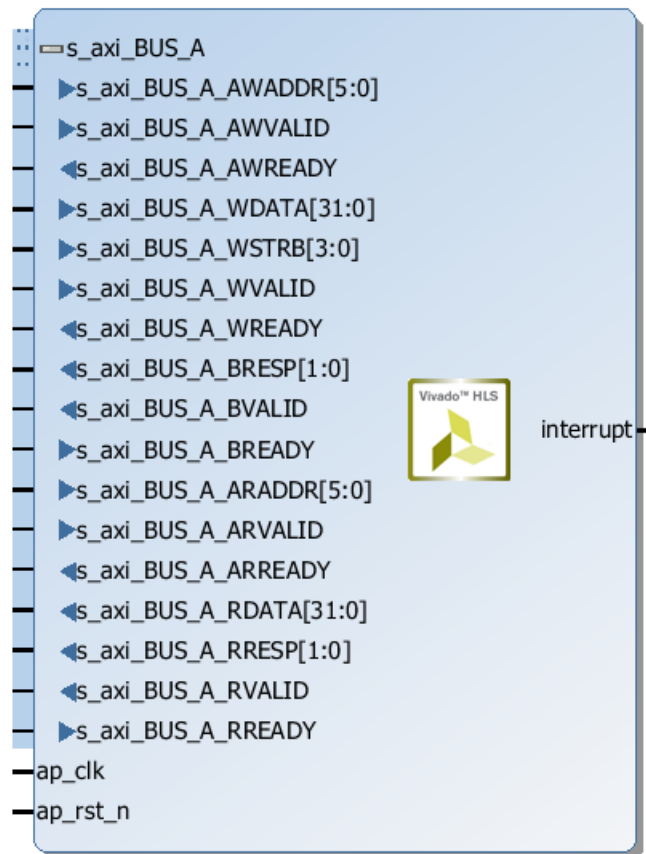 s_axi_BUS_A
s_axi_BUS_A_AWADDR[5:0]
s_axi_BUS_A_AWVALID
s_axi_BUS_A_AWREADY
s_axi_BUS_A_WDATA[31:0]
s_axi_BUS_A_WSTRB[3:0]
s_axi_BUS_A_WVALID
s_axi_BUS_A_WREADY
s_axi_BUS_A_BRESP[1:0]
s_axi_BUS_A_BVALID
s_axi_BUS_A_BREADY
s_axi_BUS_A_ARADDR[5:0]
s_axi_BUS_A_ARVALID
s_axi_BUS_A_ARREADY
s_axi_BUS_A_RDATA[31:0]
s_axi_BUS_A_RRESP[1:0]
s_axi_BUS_A_RVALID
s_axi_BUS_A_RREADY
ap_clk
ap_rst_n
Vivado™ HLS
interrupt